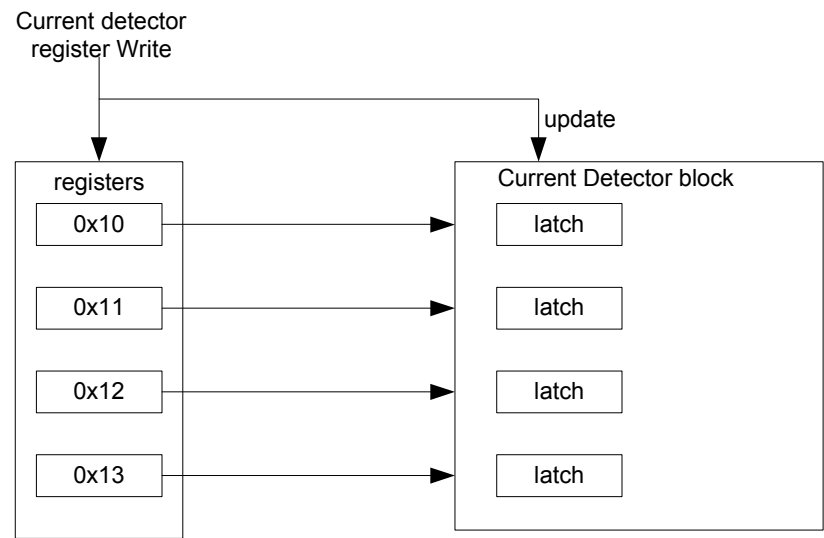 Current detector
register Write
update
registers
Current Detector block
0x10
latch
0x11
latch
0x12
latch
0x13
latch